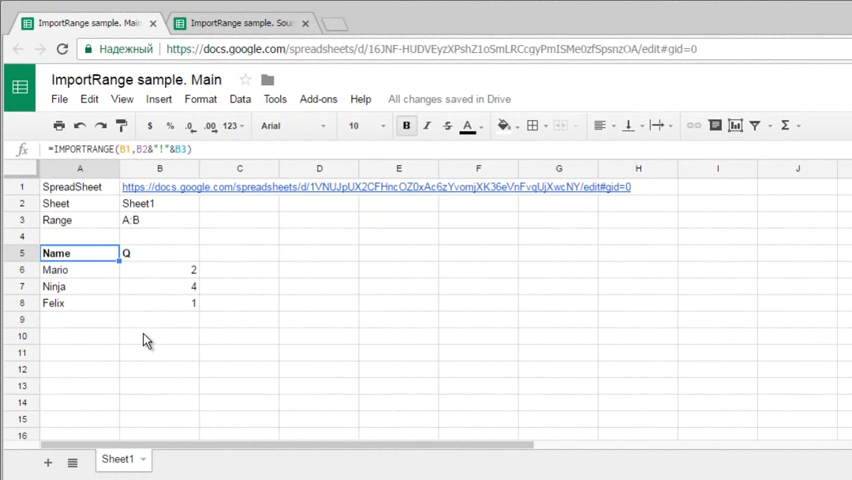 ImportRange sample. Main
ImportRange sample. Sou
Надежный https://docs.google.com/spreadsheets/d/16JNF-HUDVEyzXPshZ1oSmLRCcgyPmISMe0zfSpsnzOA/edit#gid=0
ImportRange sample. Main
File Edit View Insert Format Data Tools Add-ons Help All changes saved in Drive
$ % .0 .00 123 Arial 10 B I S A Σ
fx =IMPORTRANGE(B1,B2&"!"&B3)
A B C D E F G H I J
1 SpreadSheet https://docs.google.com/spreadsheets/d/1VNUJpUX2CFHncOZ0xAc6zYvomjXK36eVnFvqUjXwcNY/edit#gid=0
2 Sheet Sheet1
3 Range A:B
4
5 Name Q
6 Mario 2
7 Ninja 4
8 Felix 1
9
10
11
12
13
14
15
16
Sheet1